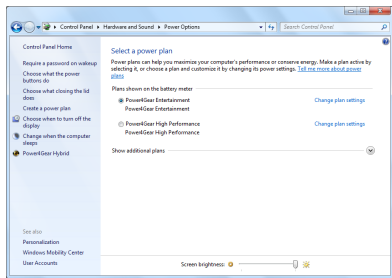 Control Panel ▸ Hardware and Sound ▸ Power Options
Search Control Panel
Control Panel Home
Require a password on wakeup
Choose what the power
buttons do
Choose what closing the lid
does
Create a power plan
Choose when to turn off the
display
Change when the computer
sleeps
Power4Gear Hybrid
See also
Personalization
Windows Mobility Center
User Accounts
Select a power plan
Power plans can help you maximize your computer's performance or conserve energy. Make a plan active by
selecting it, or choose a plan and customize it by changing its power settings. Tell me more about power
plans
Plans shown on the battery meter
Power4Gear Entertainment Change plan settings
Power4Gear Entertainment
Power4Gear High Performance Change plan settings
Power4Gear High Performance
Show additional plans
Screen brightness: